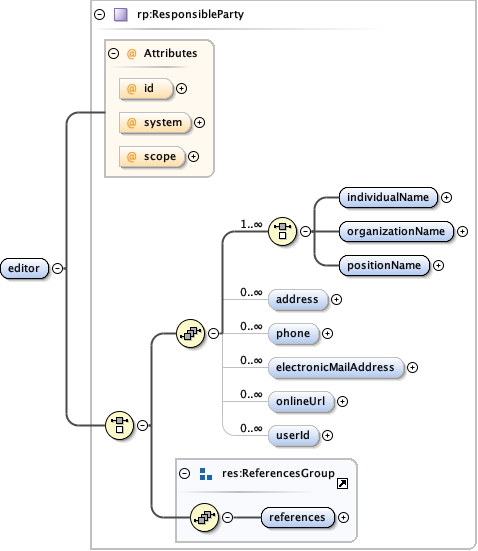 rp:ResponsibleParty
@ Attributes
@ id
@ system
@ scope
editor
1..∞
individualName
organizationName
positionName
0..∞ address
0..∞ phone
0..∞ electronicMailAddress
0..∞ onlineUrl
0..∞ userId
res:ReferencesGroup
references